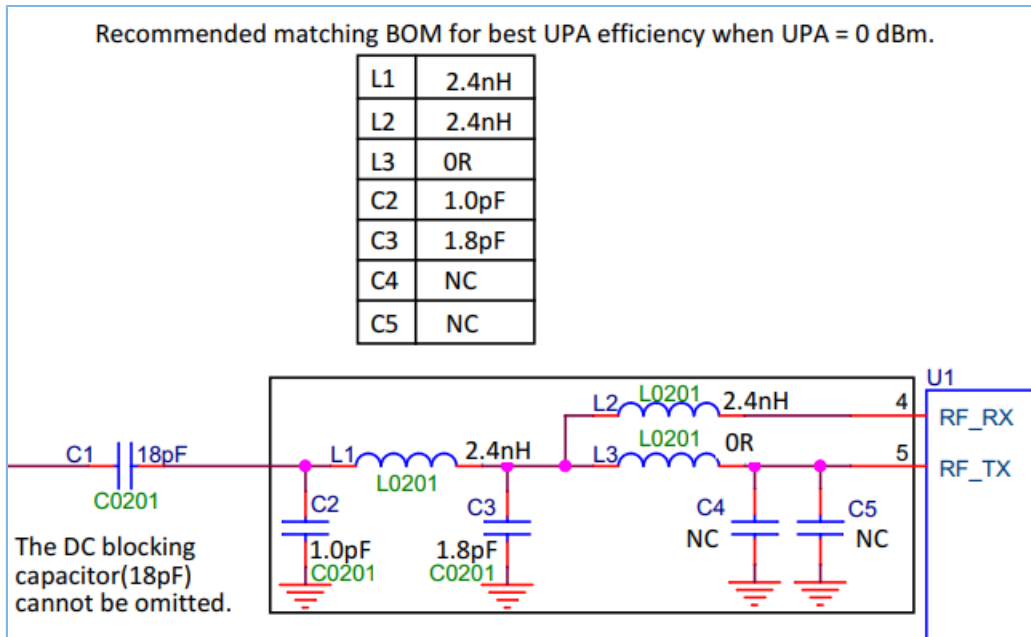 Recommended matching BOM for best UPA efficiency when UPA = 0 dBm.
L1 2.4nH
L2 2.4nH
L3 0R
C2 1.0pF
C3 1.8pF
C4 NC
C5 NC
U1
L2 L0201 2.4nH 4 RF_RX
C1 18pF L1 2.4nH L3 L0201 0R 5 RF_TX
C0201 L0201
C2 C3 C4 C5
NC NC
The DC blocking 1.0pF 1.8pF
capacitor(18pF) C0201 C0201
cannot be omitted.